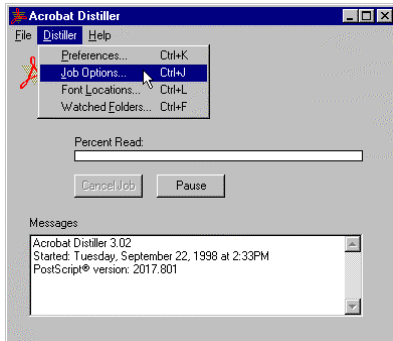 Acrobat Distiller
File Distiller Help
Preferences... Ctrl+K
Job Options... Ctrl+J
Font Locations... Ctrl+L
Watched Folders... Ctrl+F
Percent Read:
Cancel Job Pause
Messages
Acrobat Distiller 3.02
Started: Tuesday, September 22, 1998 at 2:33PM
PostScript® version: 2017.801